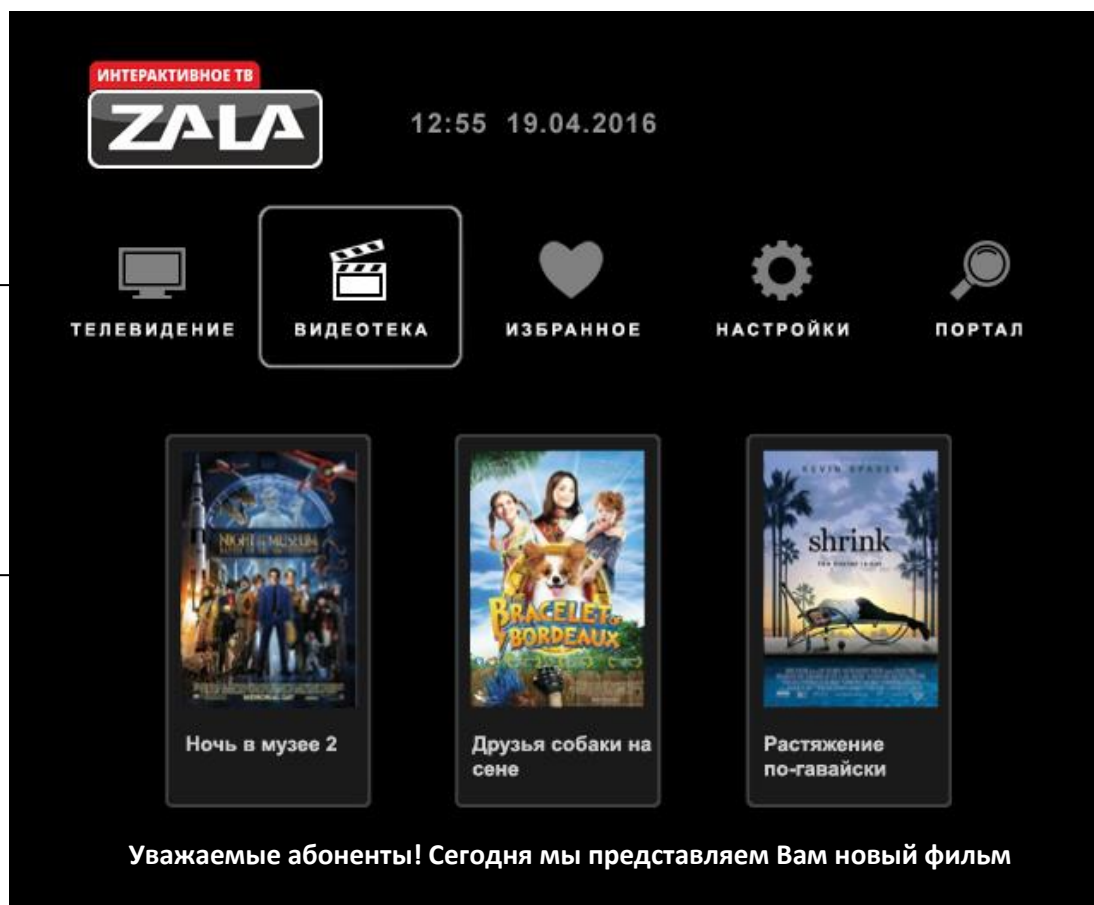 ИНТЕРАКТИВНОЕ ТВ
ZALA
12:55 19.04.2016
ТЕЛЕВИДЕНИЕ
ВИДЕОТЕКА
ИЗБРАННОЕ
НАСТРОЙКИ
ПОРТАЛ
NIGHT AT THE MUSEUM
BRACELET OF
BORDEAUX
KEVIN SPACEY
shrink
Ночь в музее 2
Друзья собаки на
сене
Растяжение
по-гавайски
Уважаемые абоненты! Сегодня мы представляем Вам новый фильм